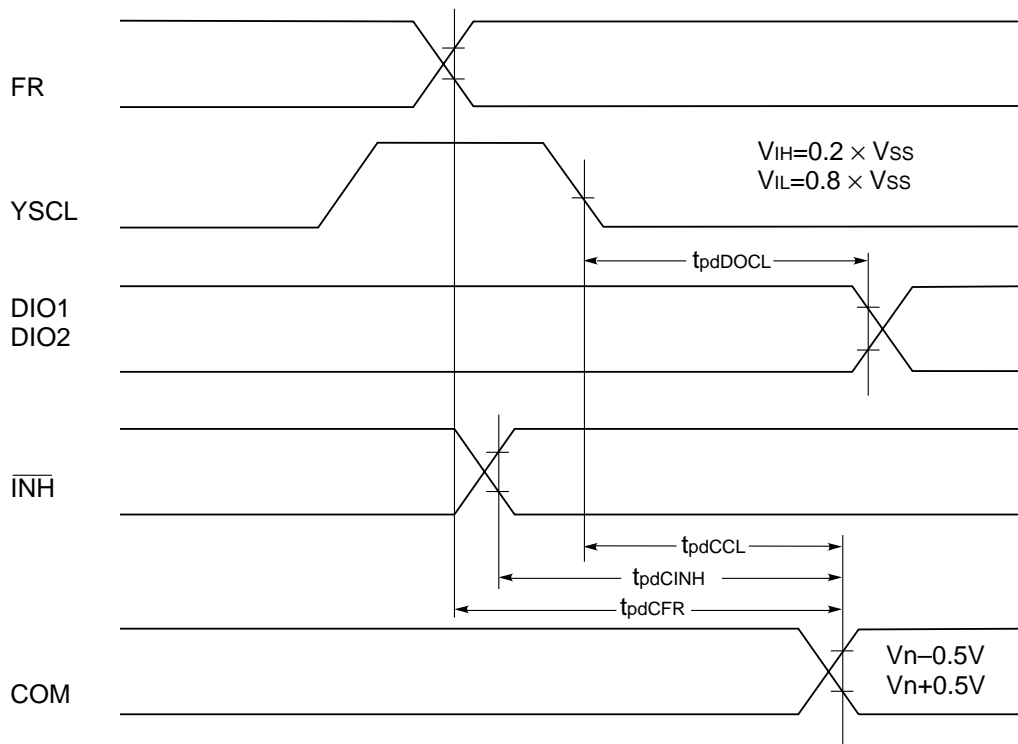 FR
YSCL
VIH=0.2 × VSS
VIL=0.8 × VSS
tpdDOCL
DIO1
DIO2
INH
tpdCCL
tpdCINH
tpdCFR
COM
Vn–0.5V
Vn+0.5V